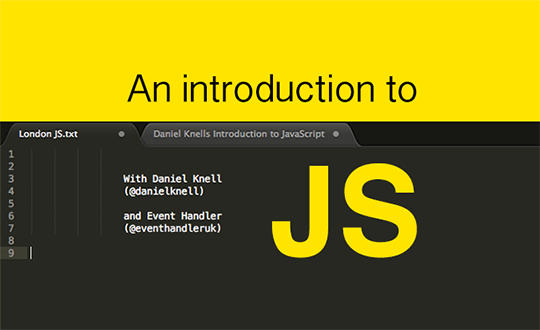 An introduction to
London JS.txt
Daniel Knells Introduction to JavaScript
1
2
3 With Daniel Knell
4 (@danielknell)
5
6 and Event Handler
7 (@eventhandleruk)
8
9
JS